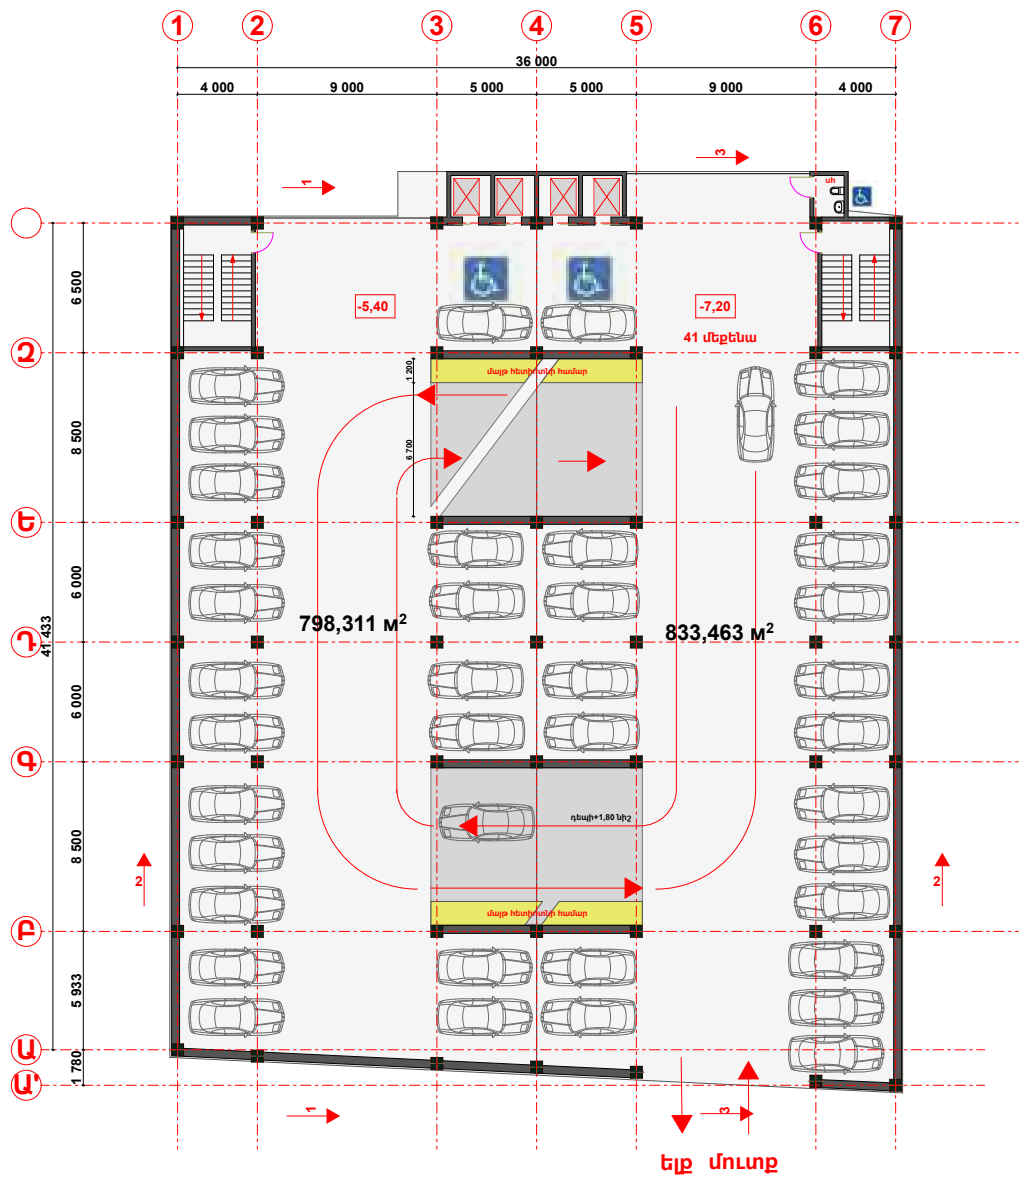 1 2 3 4 5 6 7
36 000
4 000 9 000 5 000 5 000 9 000 4 000
3
1
սհ
6 500
-5,40
-7,20
41 մեքենա
Զ
1 200
մայթ հետիոտնի համար
8 500
6 700
Ե
6 000
798,311 м²
833,463 м²
41 433
Դ
6 000
Գ
դեպի+1,80 նիշ
8 500
2
2
մայթ հետիոտնի համար
Բ
5 933
Ա
1 780
Ա'
1
3
ելք մուտք